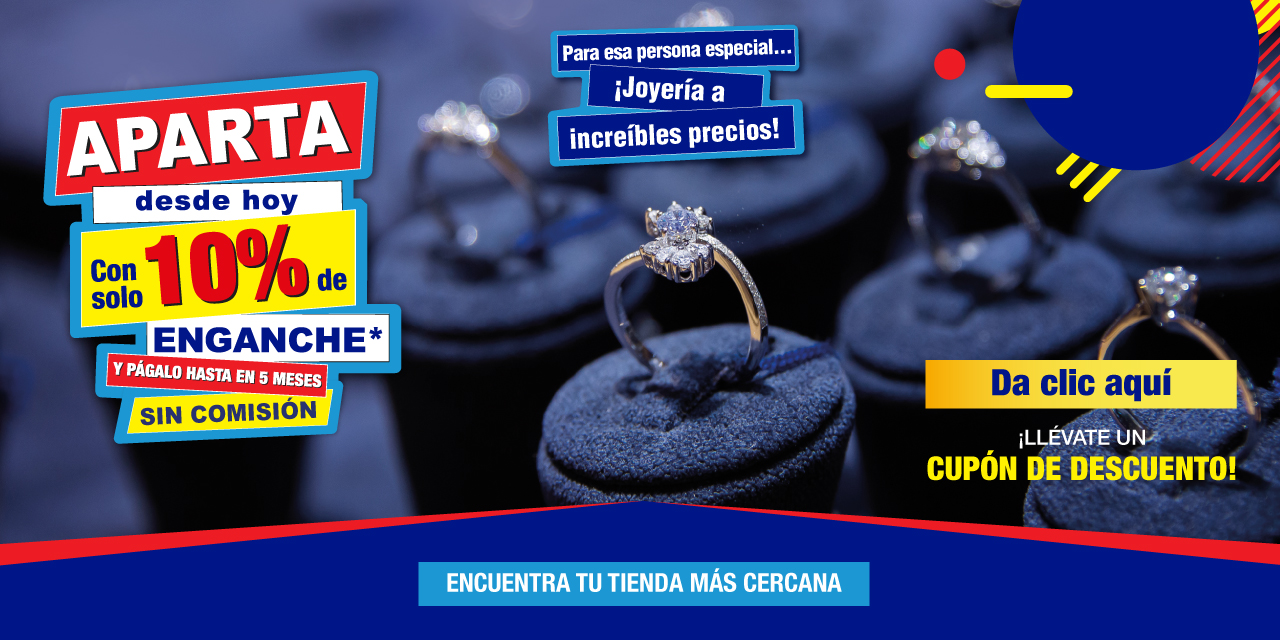 APARTA
desde hoy
Con solo 10% de
ENGANCHE*
Y PÁGALO HASTA EN 5 MESES
SIN COMISIÓN
Para esa persona especial...
¡Joyería a
increíbles precios!
Da clic aquí
¡LLÉVATE UN
CUPÓN DE DESCUENTO!
ENCUENTRA TU TIENDA MÁS CERCANA